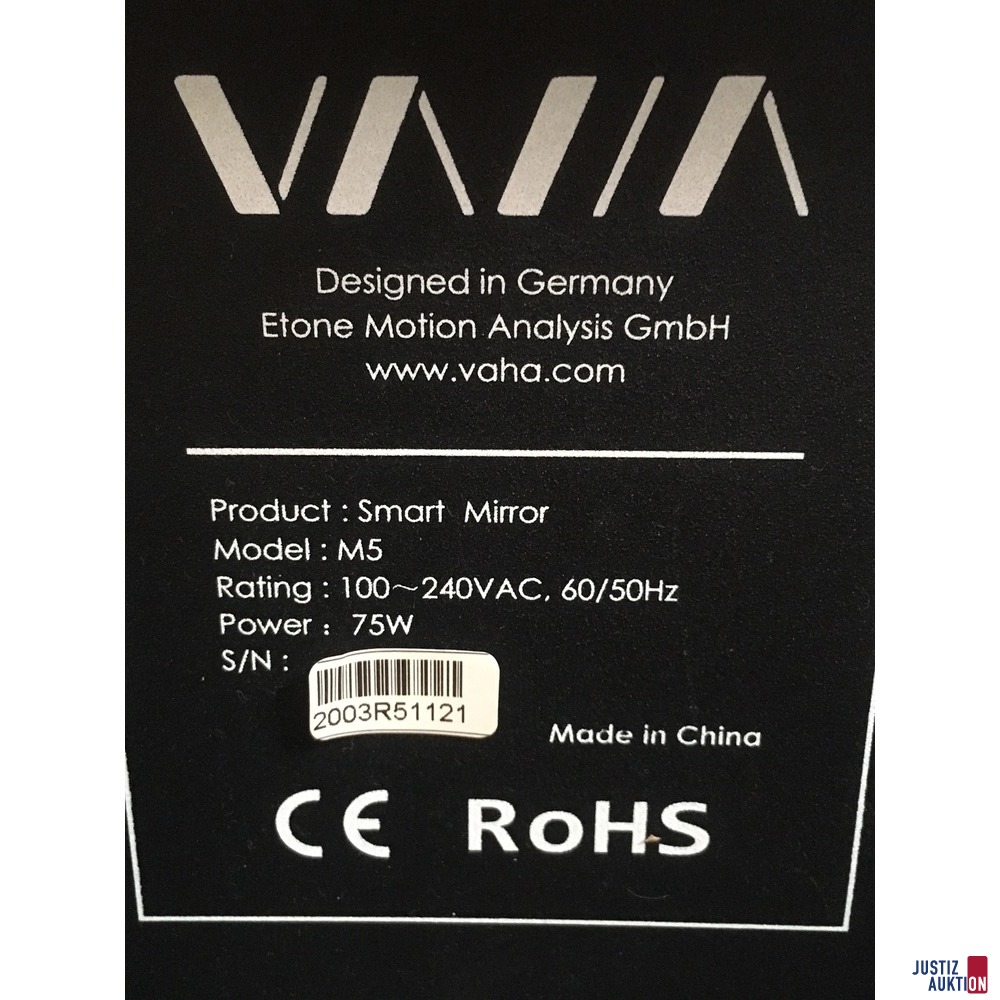 VAHA
Designed in Germany
Etone Motion Analysis GmbH
www.vaha.com
Product : Smart Mirror
Model : M5
Rating : 100~240VAC, 60/50Hz
Power : 75W
S/N :
2003R51121
Made in China
CE RoHS
JUSTIZ
AUKTION